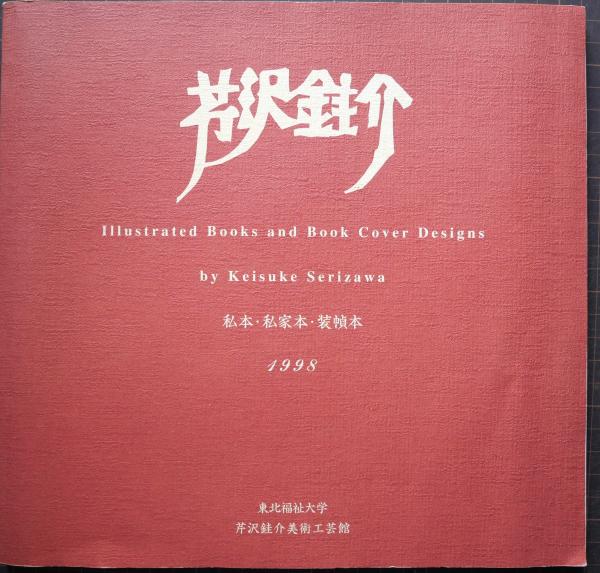 芹沢銈介
Illustrated Books and Book Cover Designs
by Keisuke Serizawa
私本・私家本・装幀本
1998
東北福祉大学
芹沢銈介美術工芸館